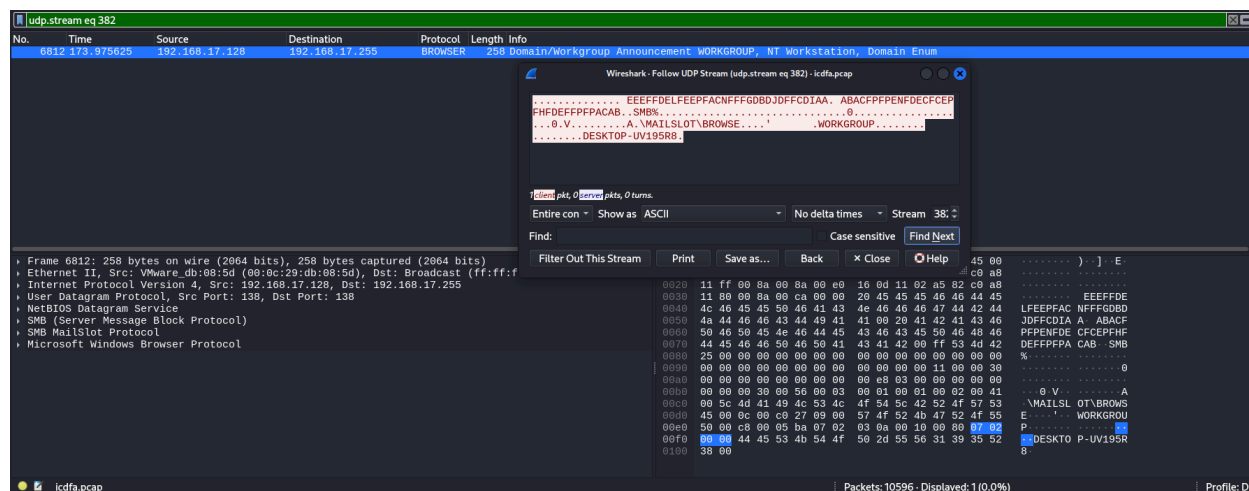 udp.stream eq 382
No. Time Source Destination Protocol Length Info
6812 173.975625 192.168.17.128 192.168.17.255 BROWSER 258 Domain/Workgroup Announcement WORKGROUP, NT Workstation, Domain Enum
Wireshark · Follow UDP Stream (udp.stream eq 382) · icdfa.pcap
.............. EEEFFDELFEEPFACNFFFGDBDJDFFCDIAA. ABACFPFPENFDECFCEP
FHFDEFFPFPACAB..SMB%.............................0................
...0.V.........A.\MAILSLOT\BROWSE....' .WORKGROUP........
........DESKTOP-UV195R8.
1 client pkt, 0 server pkts, 0 turns.
Entire con Show as ASCII No delta times Stream 38:
Find: Case sensitive Find Next
Filter Out This Stream Print Save as... Back × Close Help
Frame 6812: 258 bytes on wire (2064 bits), 258 bytes captured (2064 bits)
Ethernet II, Src: VMware_db:08:5d (00:0c:29:db:08:5d), Dst: Broadcast (ff:ff:f
Internet Protocol Version 4, Src: 192.168.17.128, Dst: 192.168.17.255
User Datagram Protocol, Src Port: 138, Dst Port: 138
NetBIOS Datagram Service
SMB (Server Message Block Protocol)
SMB MailSlot Protocol
Microsoft Windows Browser Protocol
45 00 ········ )··]··E·
c0 a8
0020 11 ff 00 8a 00 8a 00 e0 16 0d 11 02 a5 82 c0 a8
0030 11 80 00 8a 00 ca 00 00 20 45 45 45 46 46 44 45 ········ EEEFFDE
0040 4c 46 45 45 50 46 41 43 4e 46 46 46 47 44 42 44 LFEEPFAC NFFFGDBD
0050 4a 44 46 46 43 44 49 41 41 00 20 41 42 41 43 46 JDFFCDIA A· ABACF
0060 50 46 50 45 4e 46 44 45 43 46 43 45 50 46 48 46 PFPENFDE CFCEPFHF
0070 44 45 46 46 50 46 50 41 43 41 42 00 ff 53 4d 42 DEFFPFPA CAB··SMB
0080 25 00 00 00 00 00 00 00 00 00 00 00 00 00 00 00 %······· ········
0090 00 00 00 00 00 00 00 00 00 00 00 00 11 00 00 30 ········ ·······0
00a0 00 00 00 00 00 00 00 00 00 e8 03 00 00 00 00 00 ········ ········
00b0 00 00 00 30 00 56 00 03 00 01 00 01 00 02 00 41 ···0·V·· ·······A
00c0 00 5c 4d 41 49 4c 53 4c 4f 54 5c 42 52 4f 57 53 ·\MAILSL OT\BROWS
00d0 45 00 0c 00 c0 27 09 00 57 4f 52 4b 47 52 4f 55 E····'·· WORKGROU
00e0 50 00 c8 00 05 ba 07 02 03 0a 00 10 00 80 07 02 P······· ········
00f0 00 00 44 45 53 4b 54 4f 50 2d 55 56 31 39 35 52 ··DESKTO P-UV195R
0100 38 00 8·
icdfa.pcap Packets: 10596 · Displayed: 1 (0.0%) Profile: D